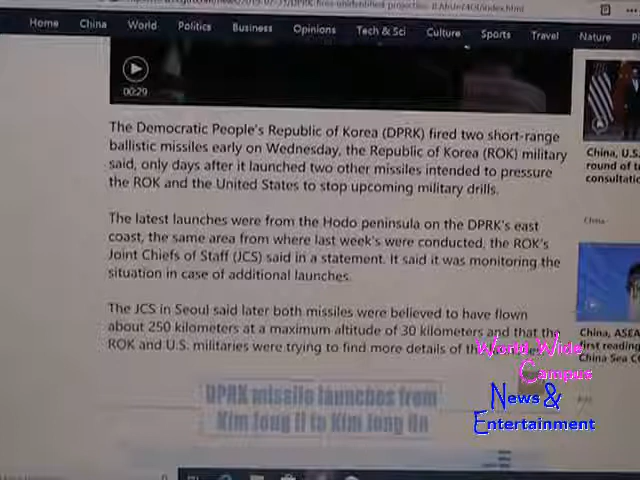 Home China World Politics Business Opinions Tech & Sci Culture Sports Travel Nature
00:29
The Democratic People's Republic of Korea (DPRK) fired two short-range
ballistic missiles early on Wednesday, the Republic of Korea (ROK) military
said, only days after it launched two other missiles intended to pressure
the ROK and the United States to stop upcoming military drills.
The latest launches were from the Hodo peninsula on the DPRK's east
coast, the same area from where last week's were conducted, the ROK's
Joint Chiefs of Staff (JCS) said in a statement. It said it was monitoring the
situation in case of additional launches.
The JCS in Seoul said later both missiles were believed to have flown
about 250 kilometers at a maximum altitude of 30 kilometers and that the
ROK and U.S. militaries were trying to find more details of the
DPRK missile launches from
Kim Jong Il to Kim Jong Un
China, U.S.
round of
consultatio
China
China, ASEA
first reading
China Sea C
World Wide
Campus
News &
Entertainment